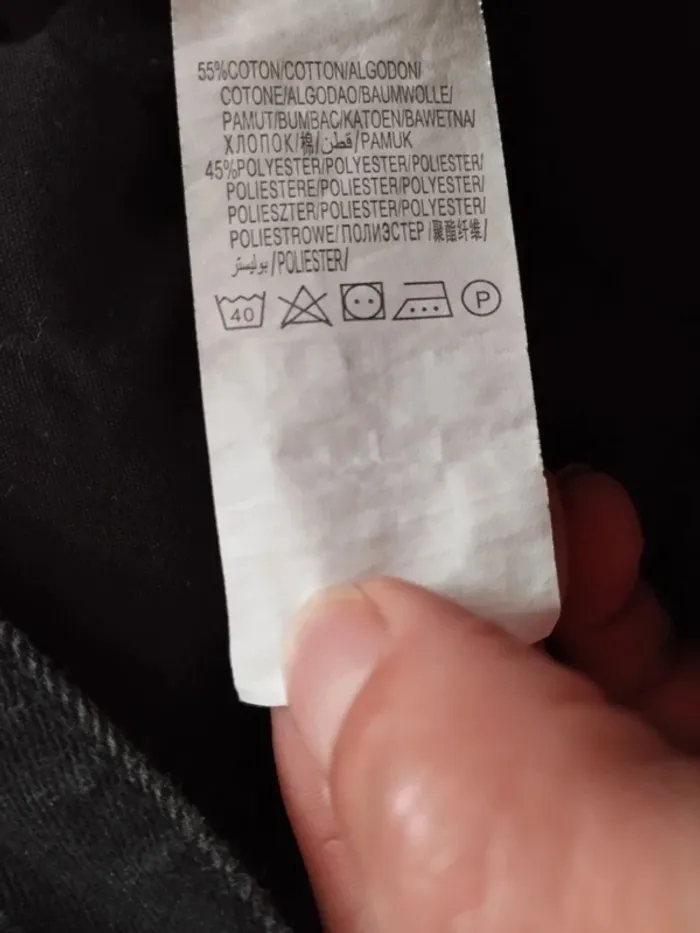 55%COTON/COTTON/ALGODON/
COTONE/ALGODAO/BAUMWOLLE/
PAMUT/BUMBAC/KATOEN/BAWETNA/
ХЛОПОК/棉/قطن/PAMUK
45%POLYESTER/POLYESTER/POLIESTER/
POLIESTERE/POLIESTER/POLYESTER/
POLIESZTER/POLIESTER/POLYESTER/
POLIESTROWE/ПОЛИЭСТЕР/聚酯纤维/
بوليستر/POLIESTER/
40 P